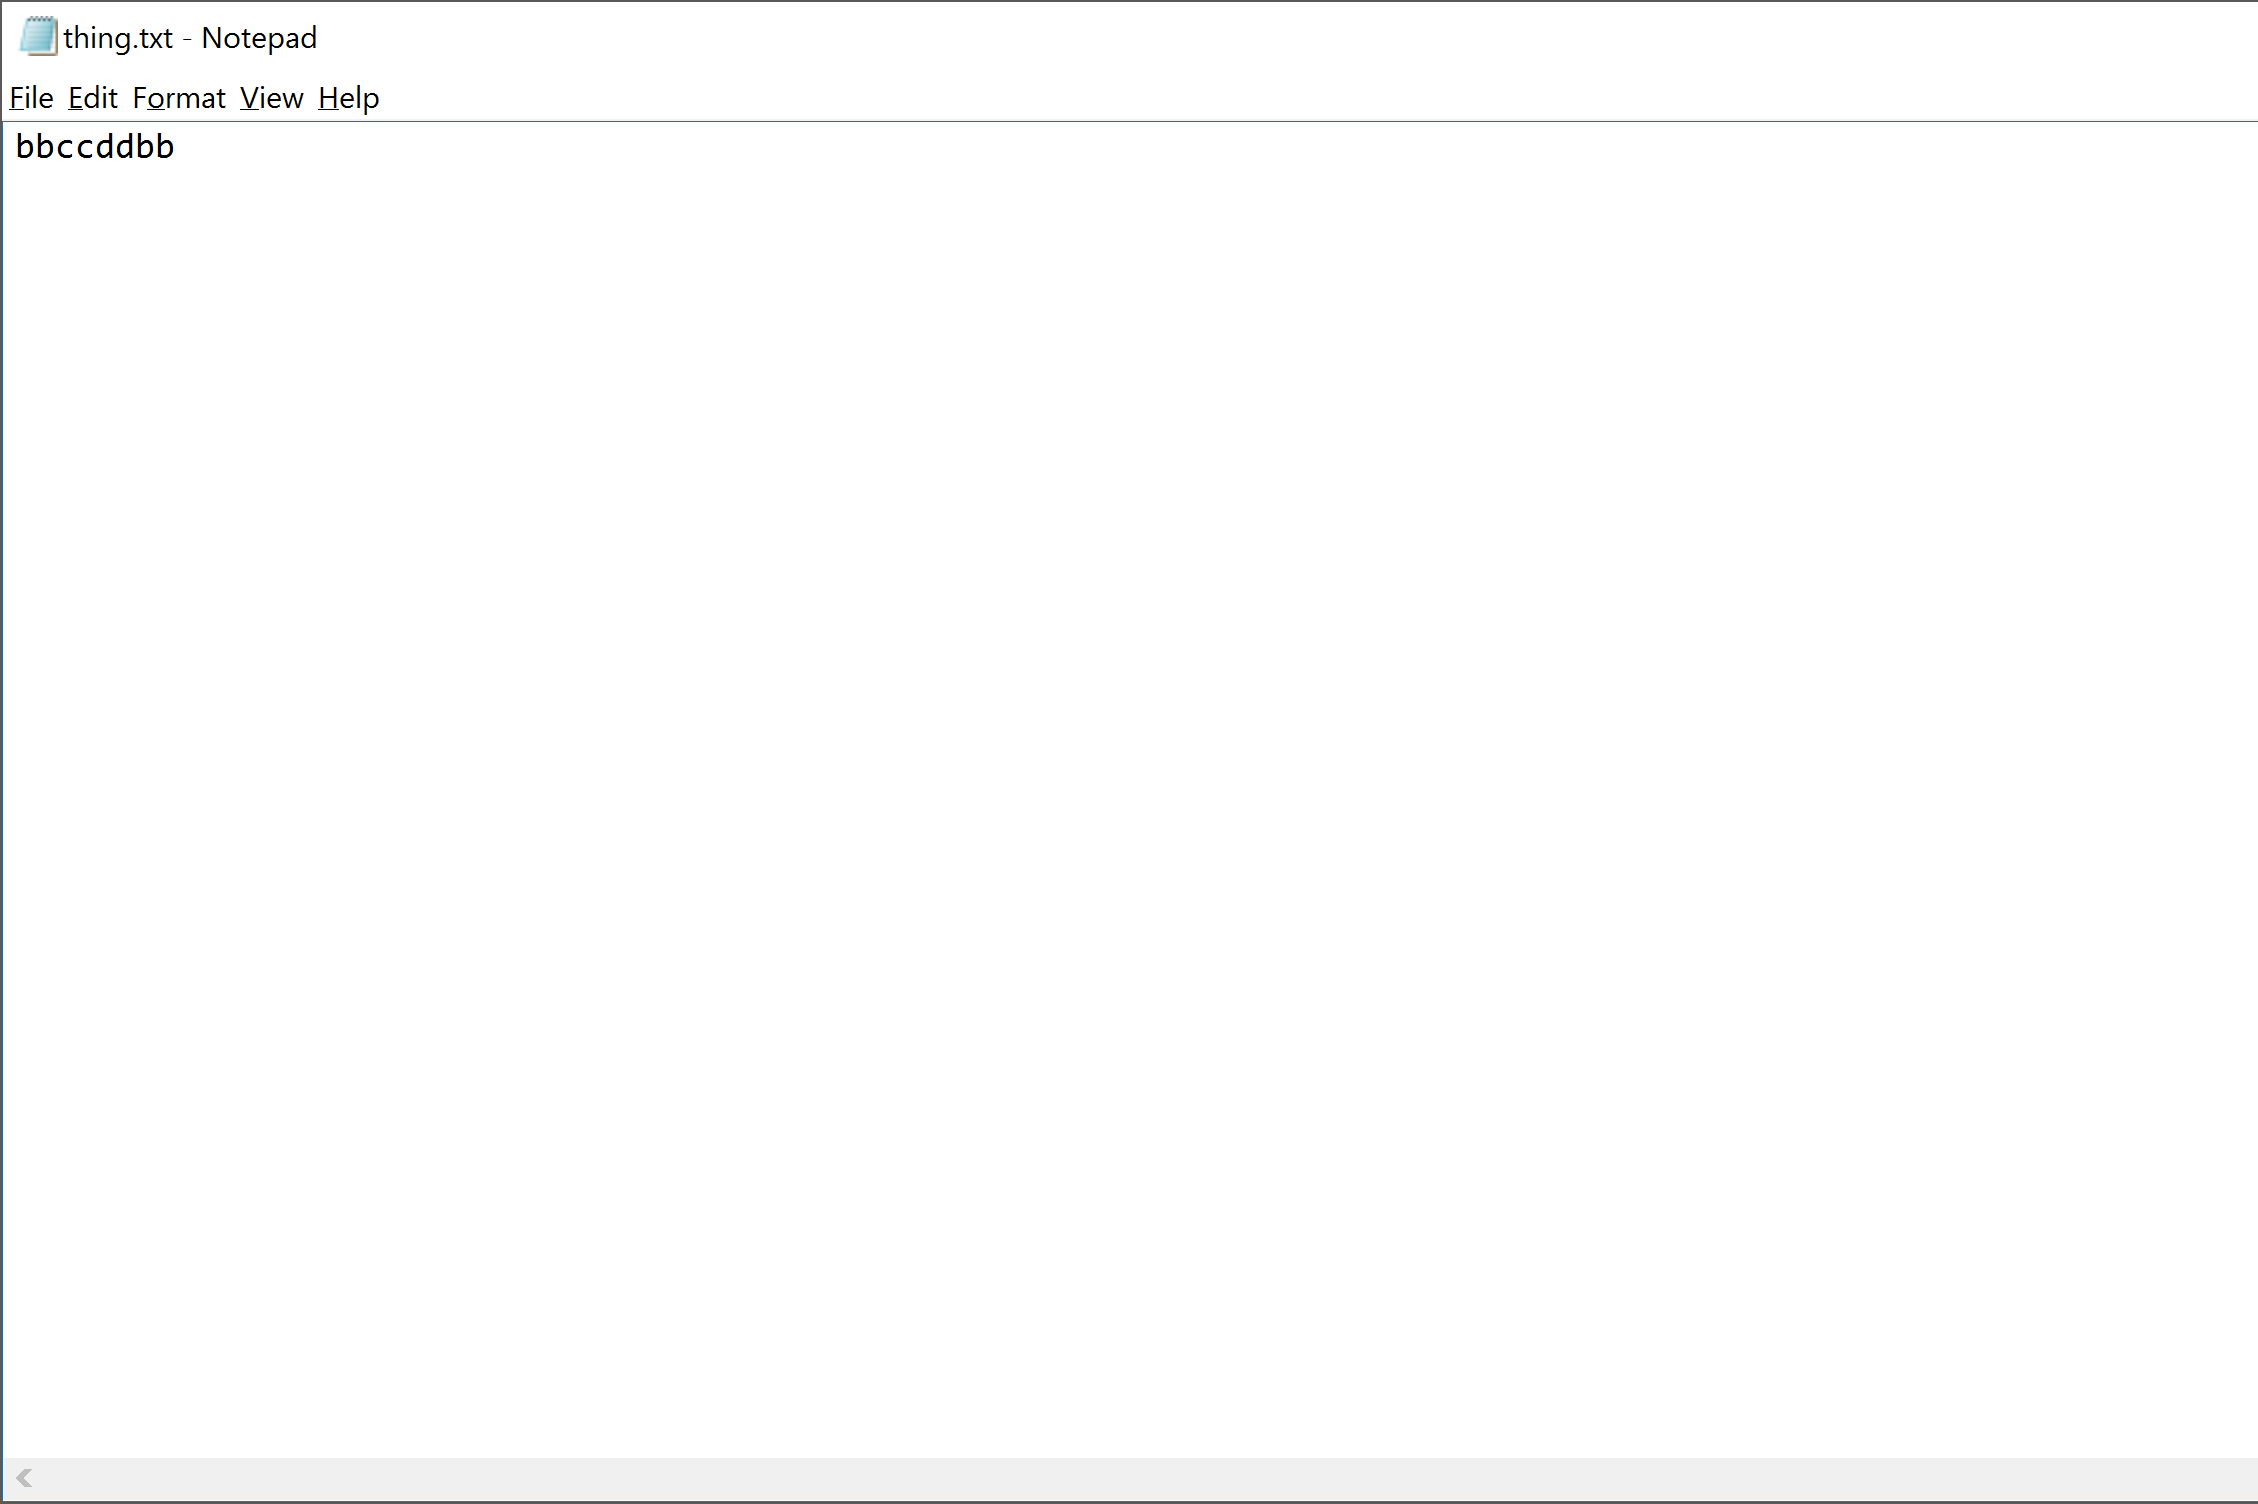 thing.txt - Notepad
File Edit Format View Help
bbccddbb